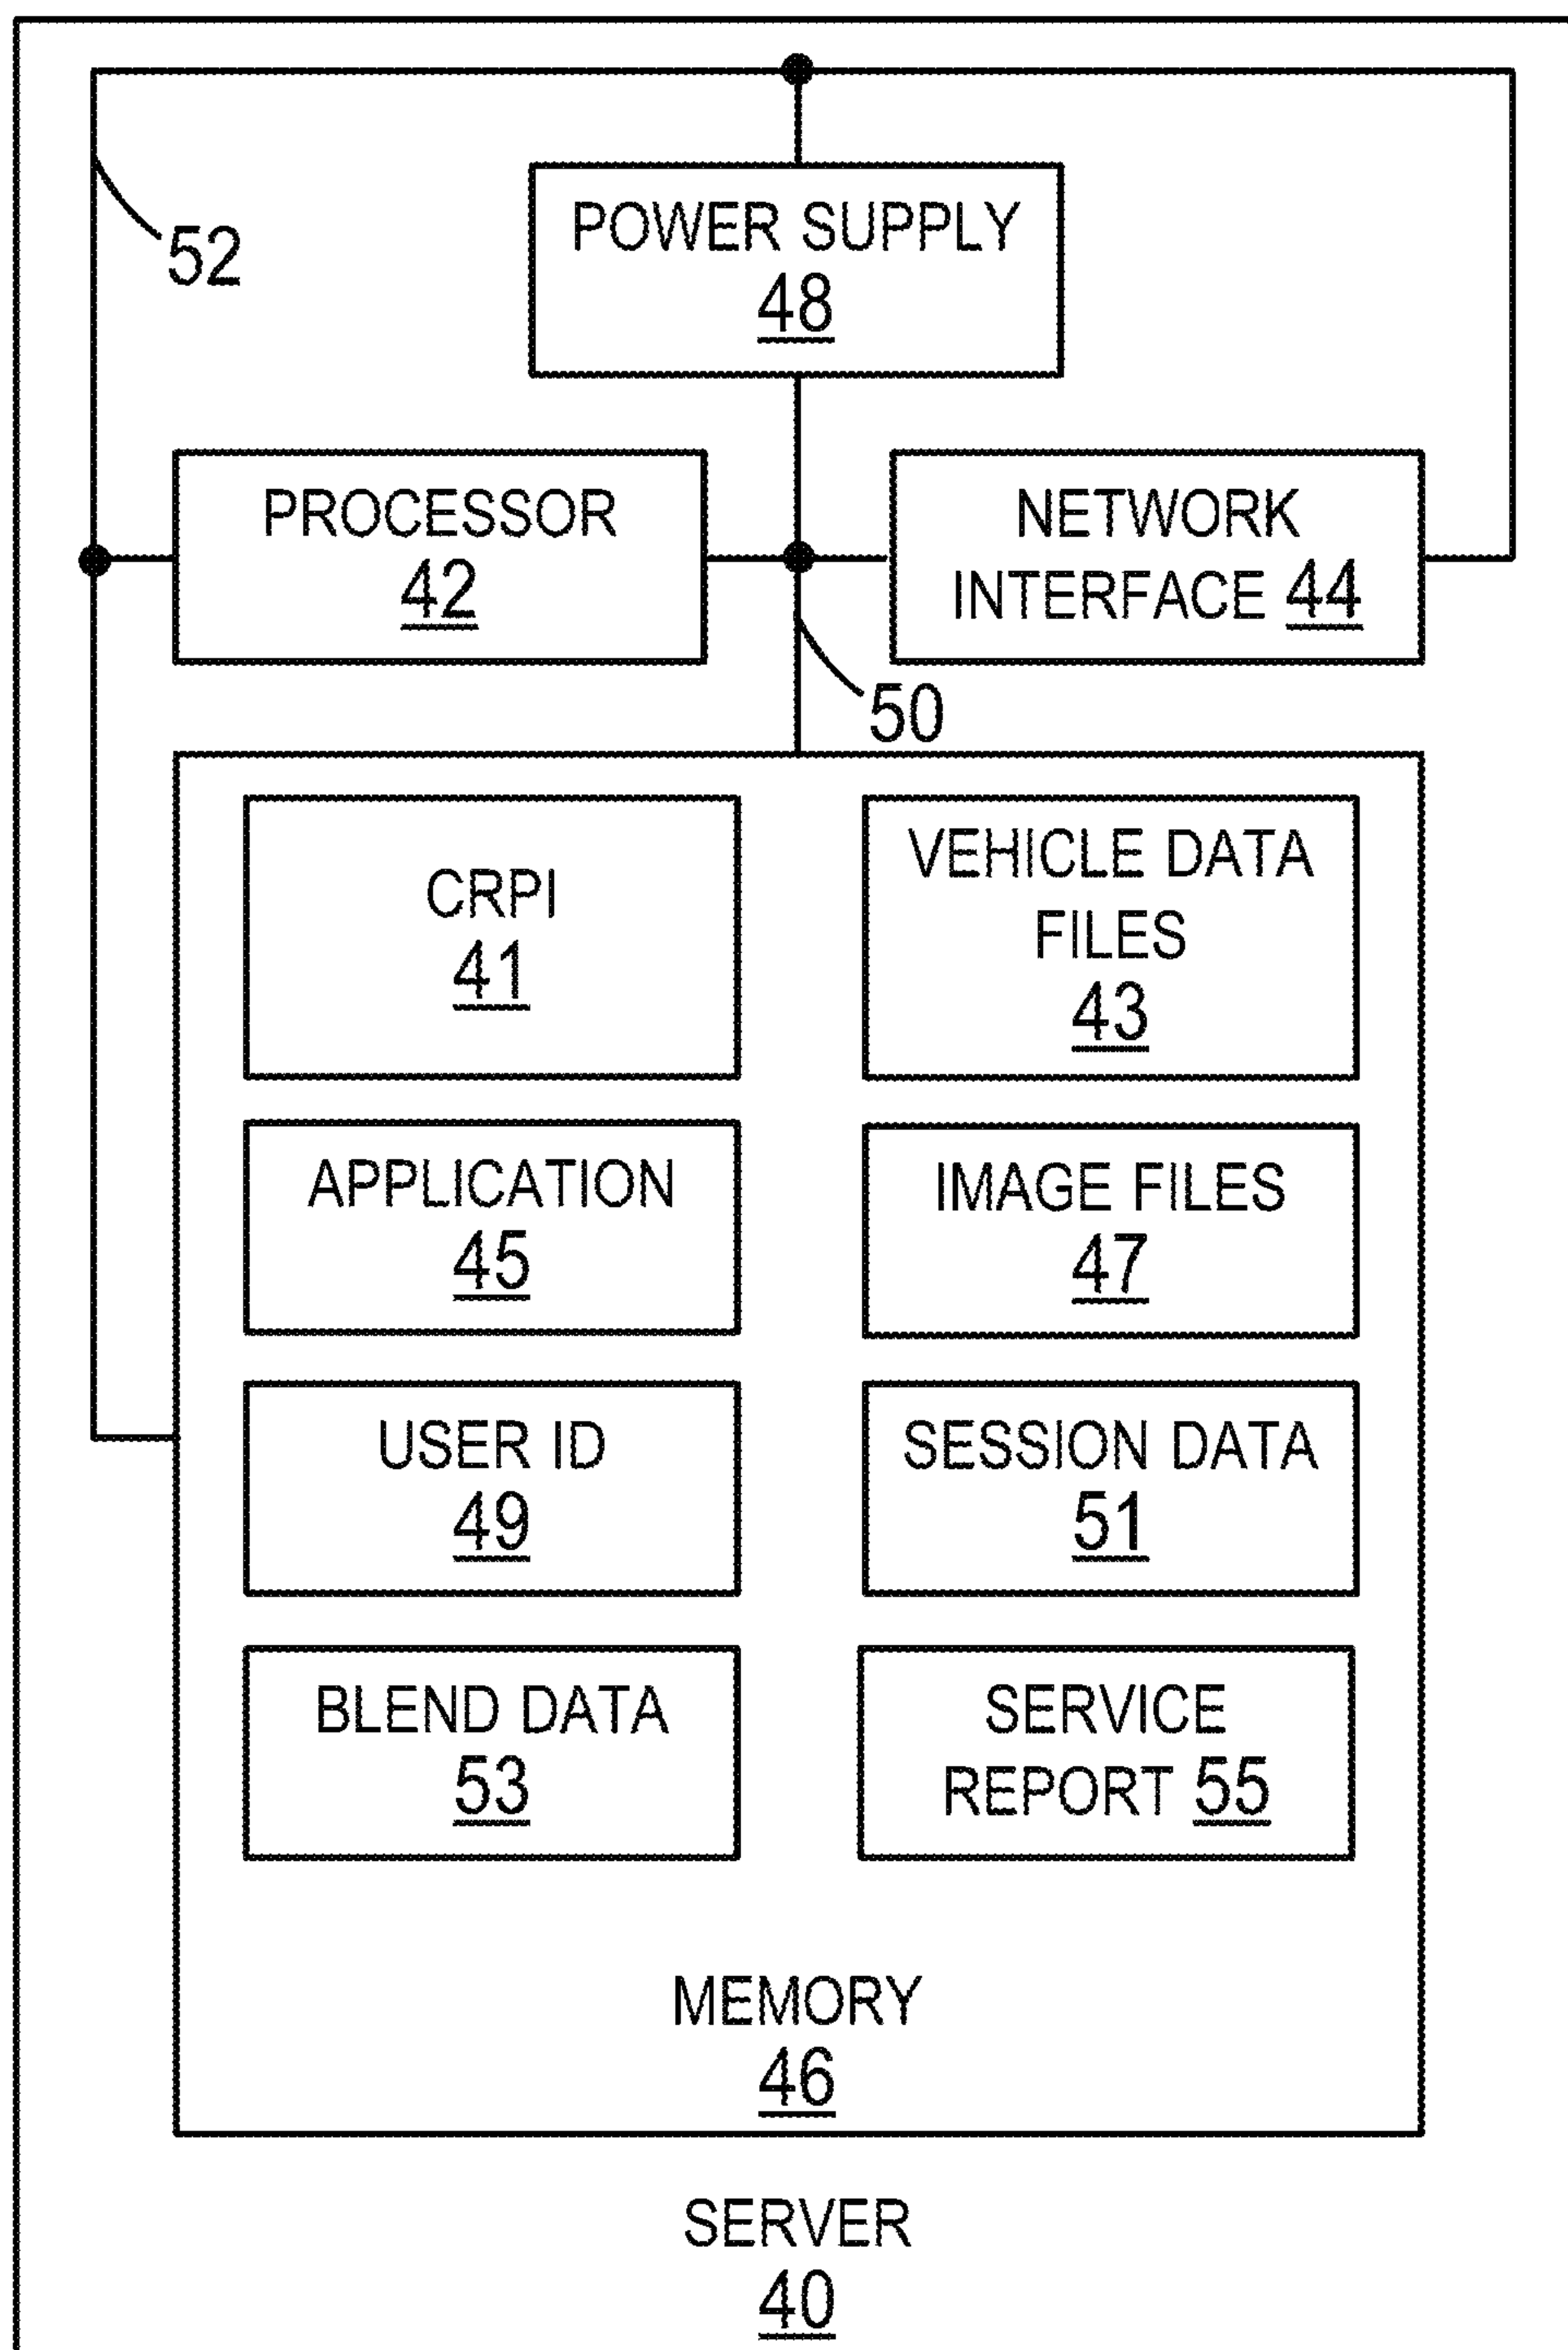 POWER SUPPLY
48
52
PROCESSOR
42
NETWORK
INTERFACE 44
50
CRPI
41
VEHICLE DATA
FILES
43
APPLICATION
45
IMAGE FILES
47
USER ID
49
SESSION DATA
51
BLEND DATA
53
SERVICE
REPORT 55
MEMORY
46
SERVER
40